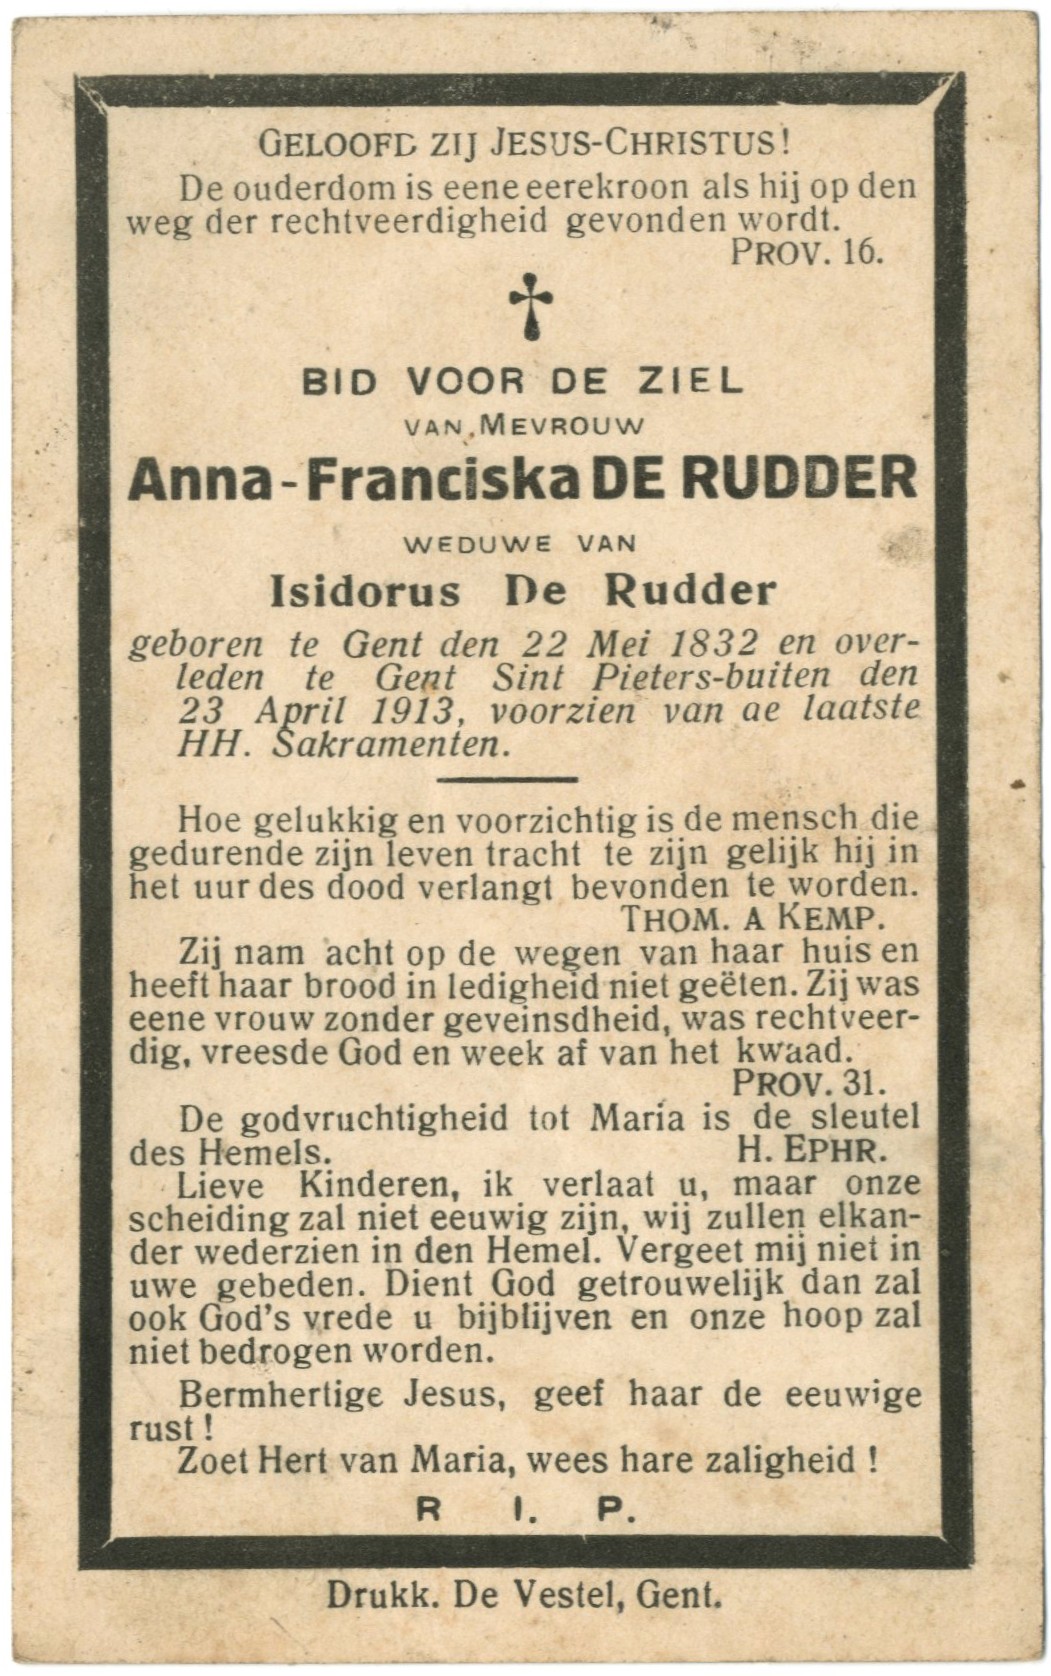 GELOOFD ZIJ JESUS-CHRISTUS!
De ouderdom is eene eerekroon als hij op den
weg der rechtveerdigheid gevonden wordt.
PROV. 16.
BID VOOR DE ZIEL
VAN MEVROUW
Anna-Franciska DE RUDDER
WEDUWE VAN
Isidorus De Rudder
geboren te Gent den 22 Mei 1832 en over-
leden te Gent Sint Pieters-buiten den
23 April 1913, voorzien van de laatste
HH. Sakramenten.
Hoe gelukkig en voorzichtig is de mensch die
gedurende zijn leven tracht te zijn gelijk hij in
het uur des dood verlangt bevonden te worden.
THOM. A KEMP.
Zij nam acht op de wegen van haar huis en
heeft haar brood in ledigheid niet geëten. Zij was
eene vrouw zonder geveinsdheid, was rechtveer-
dig, vreesde God en week af van het kwaad.
PROV. 31.
De godvruchtigheid tot Maria is de sleutel
des Hemels. H. EPHR.
Lieve Kinderen, ik verlaat u, maar onze
scheiding zal niet eeuwig zijn, wij zullen elkan-
der wederzien in den Hemel. Vergeet mij niet in
uwe gebeden. Dient God getrouwelijk dan zal
ook God's vrede u bijblijven en onze hoop zal
niet bedrogen worden.
Bermhertige Jesus, geef haar de eeuwige
rust !
Zoet Hert van Maria, wees hare zaligheid !
R I. P.
Drukk. De Vestel, Gent.